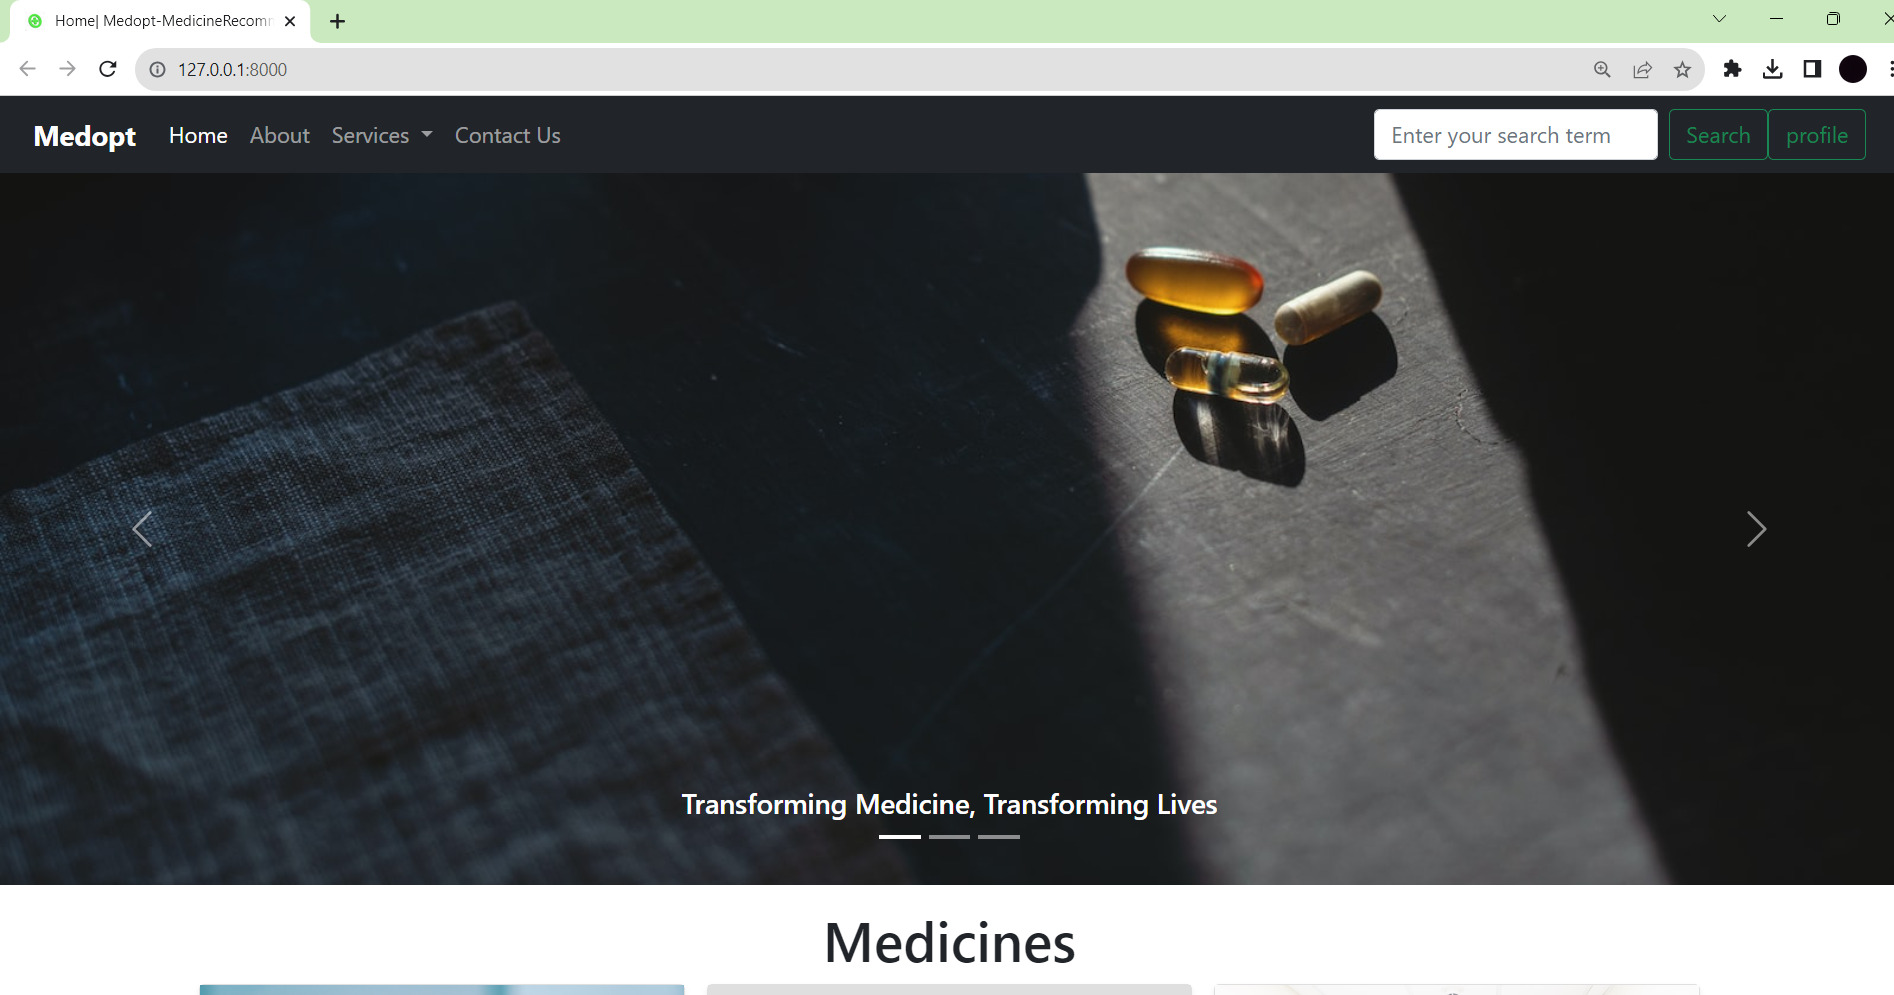 Home| Medopt-MedicineRecomm
127.0.0.1:8000
Medopt Home About Services Contact Us Enter your search term Search profile
Transforming Medicine, Transforming Lives
Medicines